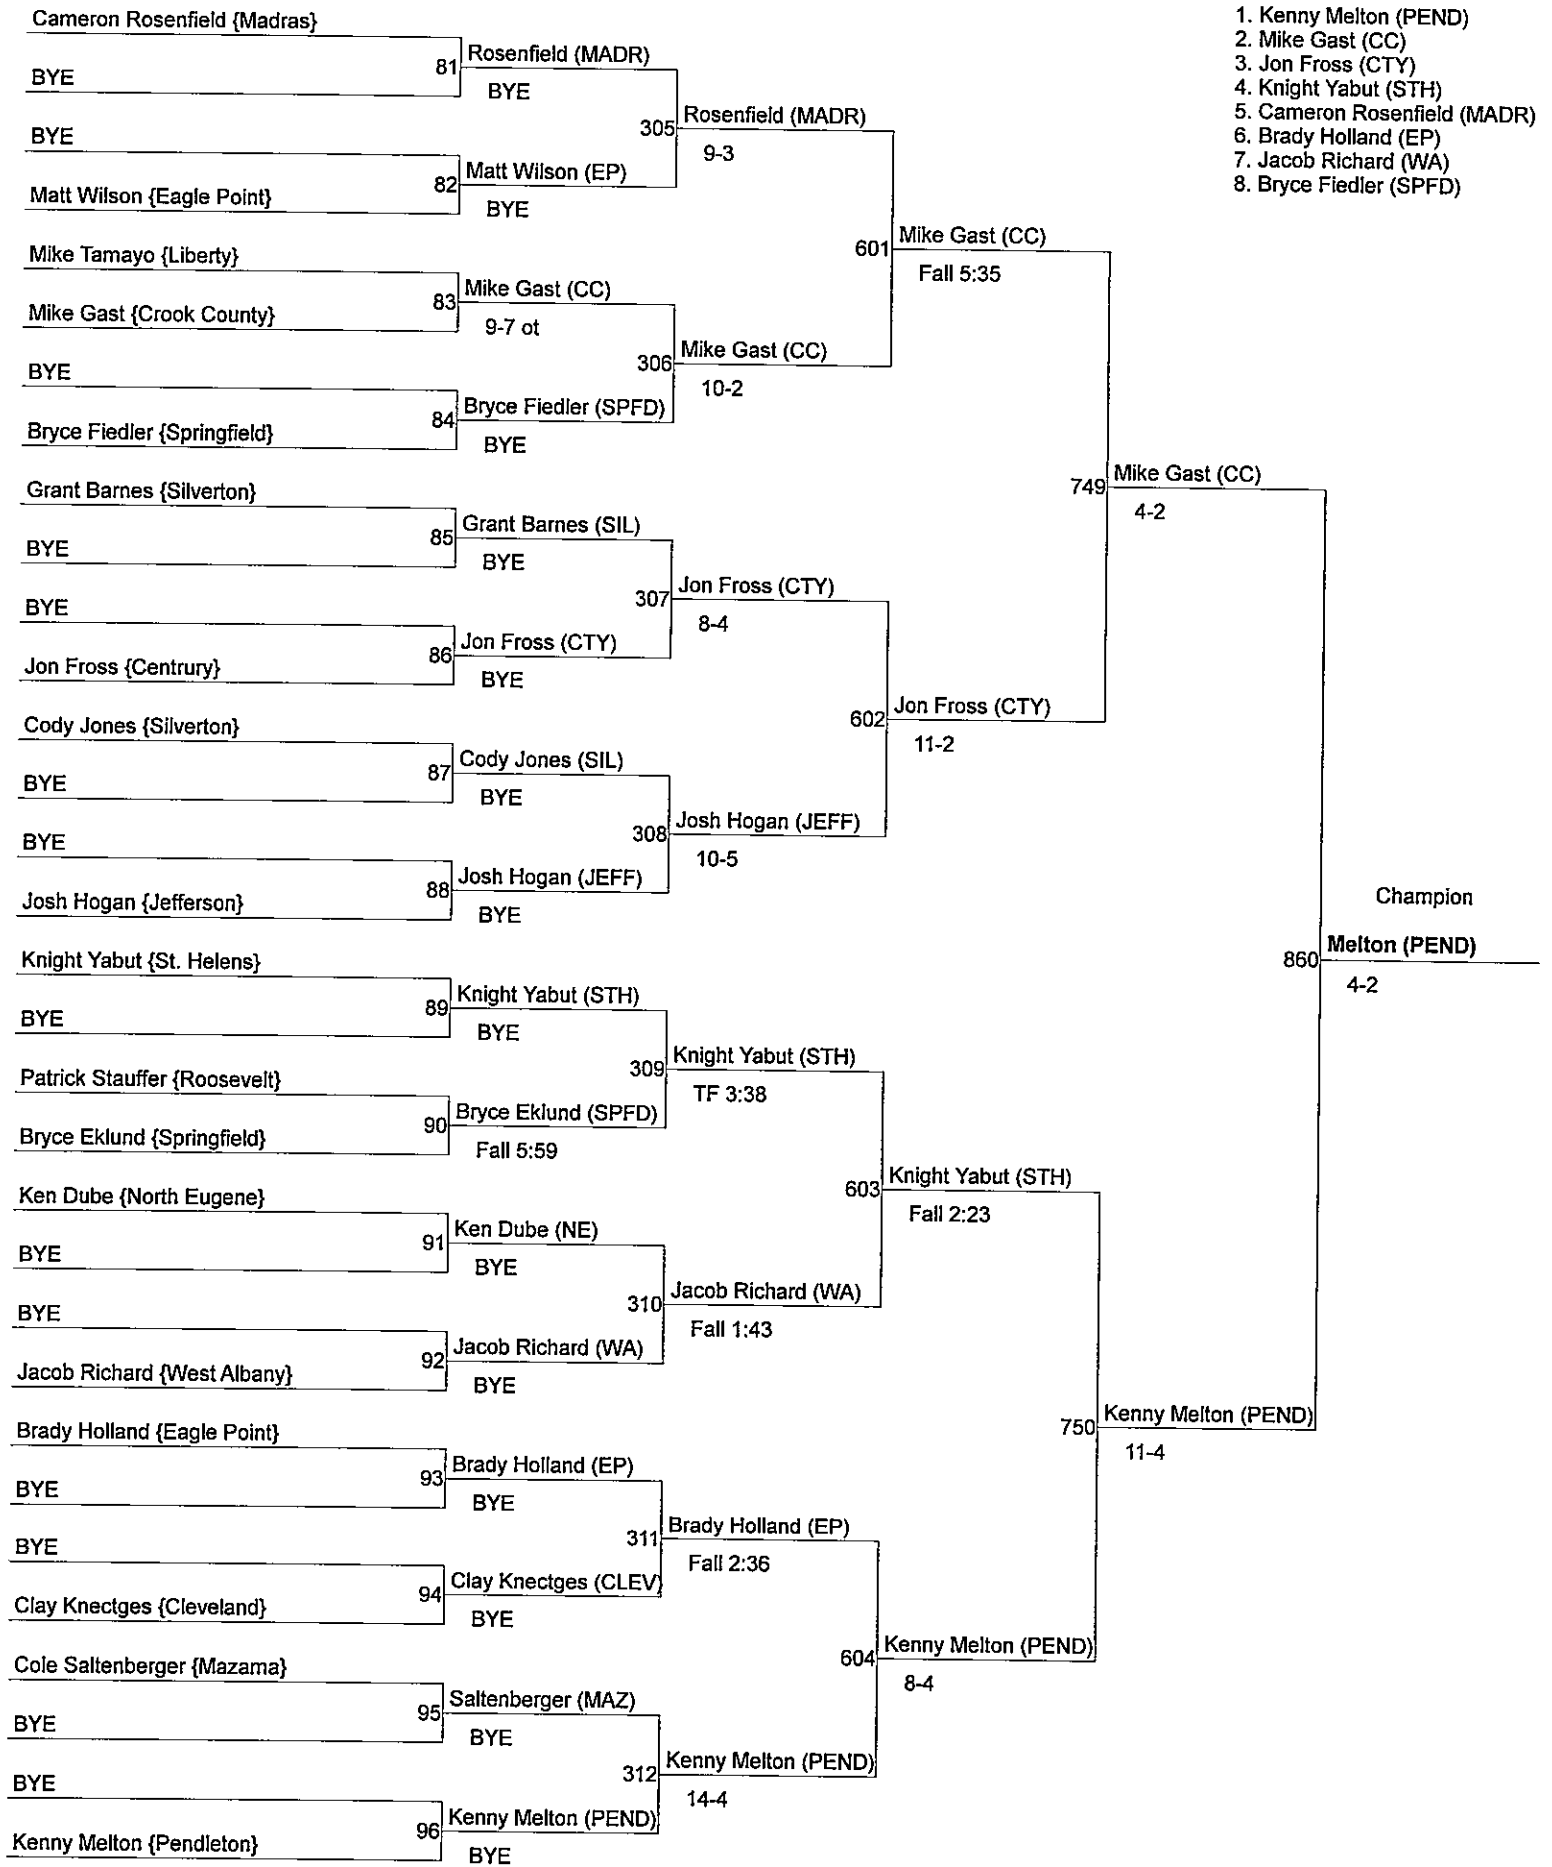 1. Kenny Melton (PEND)
2. Mike Gast (CC)
3. Jon Fross (CTY)
4. Knight Yabut (STH)
5. Cameron Rosenfield (MADR)
6. Brady Holland (EP)
7. Jacob Richard (WA)
8. Bryce Fiedler (SPFD)
Cameron Rosenfield {Madras}
BYE
BYE
Matt Wilson {Eagle Point}
Mike Tamayo {Liberty}
Mike Gast {Crook County}
BYE
Bryce Fiedler {Springfield}
Grant Barnes {Silverton}
BYE
BYE
Jon Fross {Centrury}
Cody Jones {Silverton}
BYE
BYE
Josh Hogan {Jefferson}
Knight Yabut {St. Helens}
BYE
Patrick Stauffer {Roosevelt}
Bryce Eklund {Springfield}
Ken Dube {North Eugene}
BYE
BYE
Jacob Richard {West Albany}
Brady Holland {Eagle Point}
BYE
BYE
Clay Knectges {Cleveland}
Cole Saltenberger {Mazama}
BYE
BYE
Kenny Melton {Pendleton}
81 Rosenfield (MADR)
BYE
82 Matt Wilson (EP)
BYE
83 Mike Gast (CC)
9-7 ot
84 Bryce Fiedler (SPFD)
BYE
85 Grant Barnes (SIL)
BYE
86 Jon Fross (CTY)
BYE
87 Cody Jones (SIL)
BYE
88 Josh Hogan (JEFF)
BYE
89 Knight Yabut (STH)
BYE
90 Bryce Eklund (SPFD)
Fall 5:59
91 Ken Dube (NE)
BYE
92 Jacob Richard (WA)
BYE
93 Brady Holland (EP)
BYE
94 Clay Knectges (CLEV)
BYE
95 Saltenberger (MAZ)
BYE
96 Kenny Melton (PEND)
BYE
305 Rosenfield (MADR)
9-3
306 Mike Gast (CC)
10-2
307 Jon Fross (CTY)
8-4
308 Josh Hogan (JEFF)
10-5
309 Knight Yabut (STH)
TF 3:38
310 Jacob Richard (WA)
Fall 1:43
311 Brady Holland (EP)
Fall 2:36
312 Kenny Melton (PEND)
14-4
601 Mike Gast (CC)
Fall 5:35
602 Jon Fross (CTY)
11-2
603 Knight Yabut (STH)
Fall 2:23
604 Kenny Melton (PEND)
8-4
749 Mike Gast (CC)
4-2
750 Kenny Melton (PEND)
11-4
Champion
860 Melton (PEND)
4-2